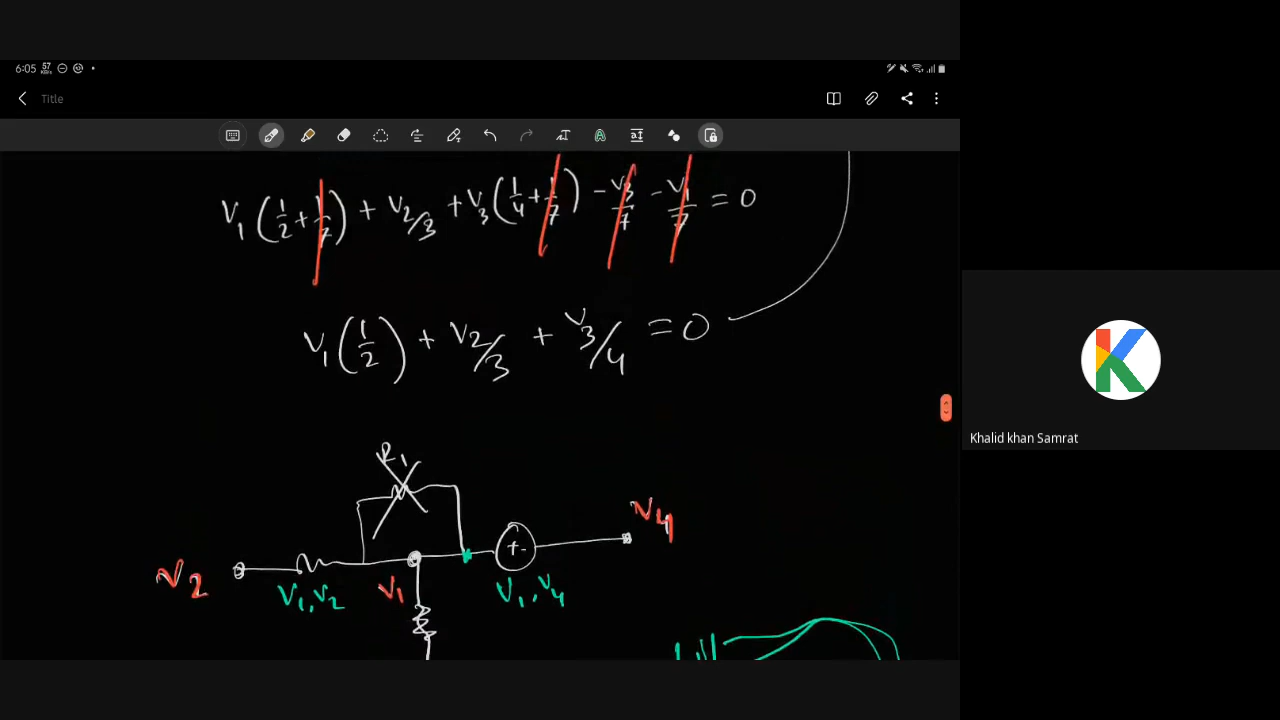 6:05 57 KB/s
Title
V₁(1/2 + 1/7) + V₂/3 + V₃(1/4 + 1/7) - V₃/7 - V₁/7 = 0
V₁(1/2) + V₂/3 + V₃/4 = 0
R₁
V₄
+ -
V₂
V₁, V₂
V₁
V₁, V₄
Khalid khan Samrat